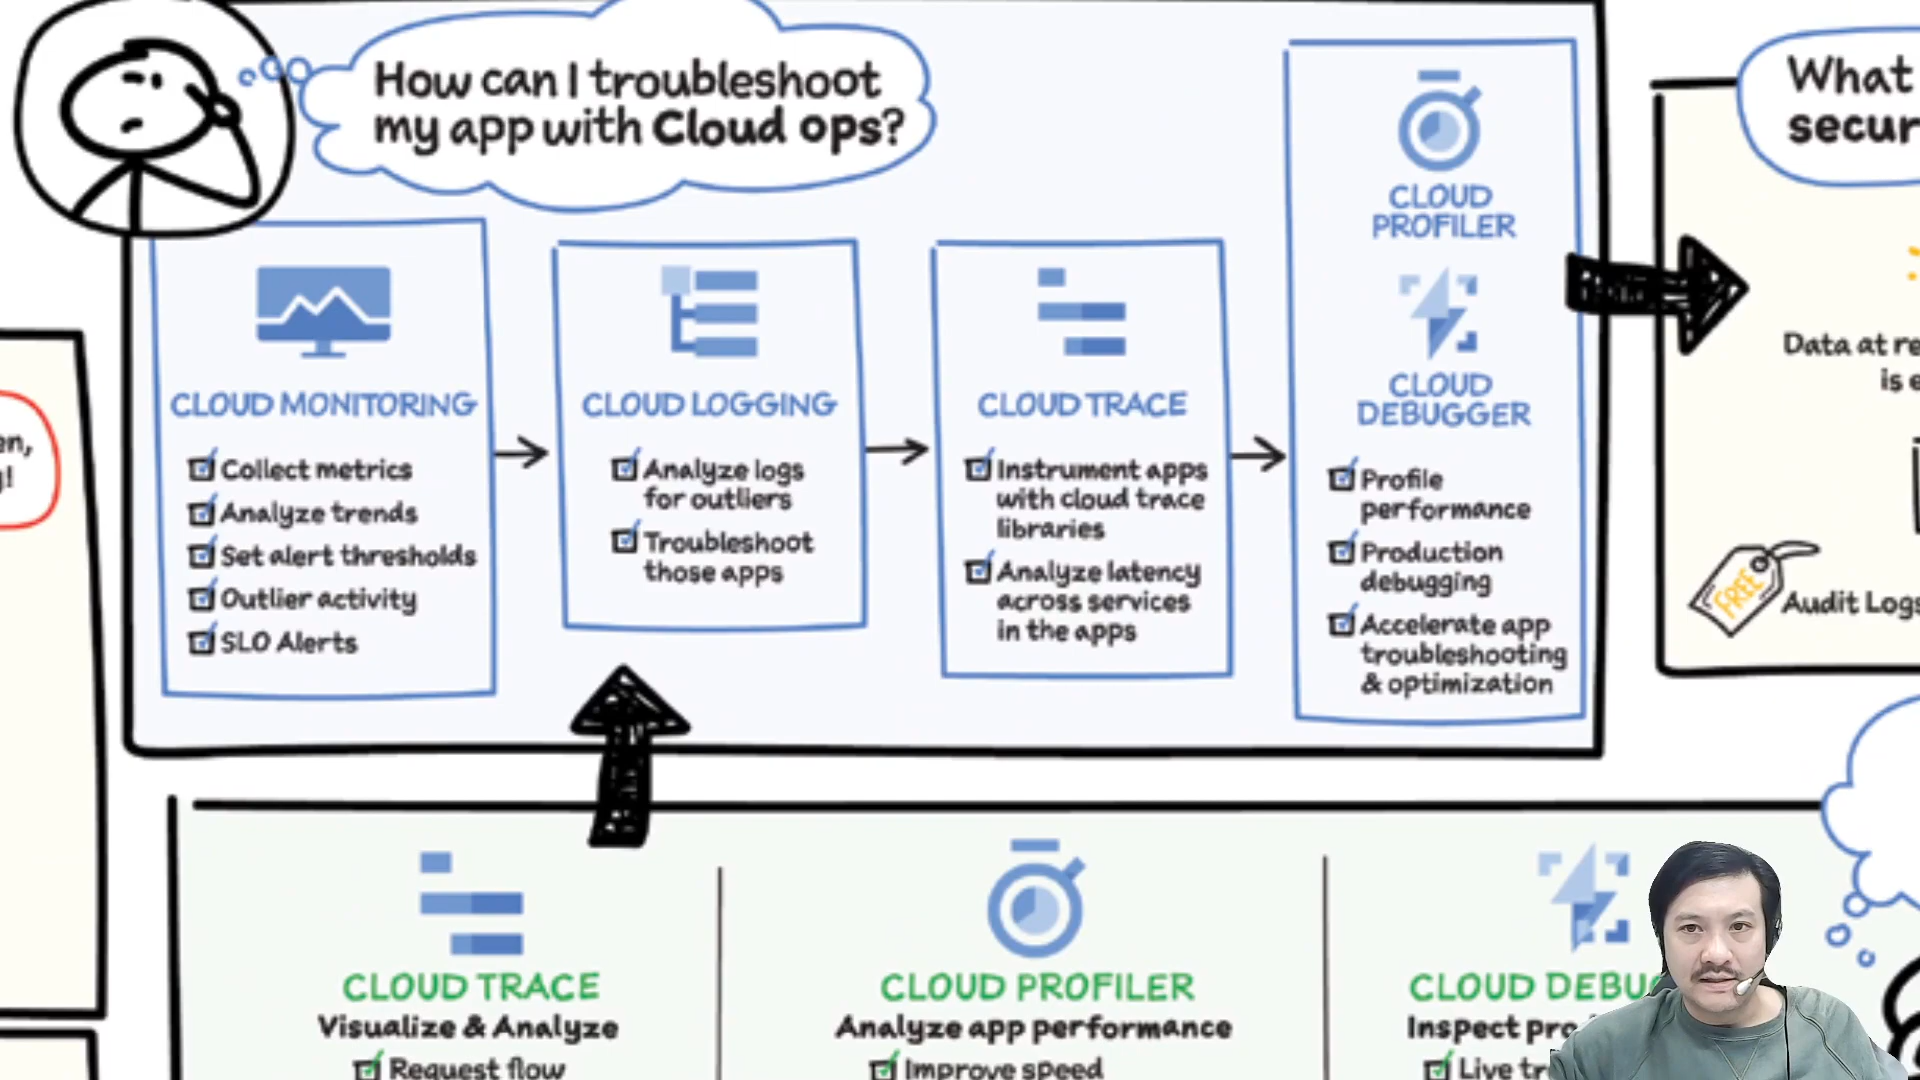 How can I troubleshoot
my app with Cloud ops?
CLOUD MONITORING
Collect metrics
Analyze trends
Set alert thresholds
Outlier activity
SLO Alerts
CLOUD LOGGING
Analyze logs
for outliers
Troubleshoot
those apps
CLOUD TRACE
Instrument apps
with cloud trace
libraries
Analyze latency
across services
in the apps
CLOUD
PROFILER
CLOUD
DEBUGGER
Profile
performance
Production
debugging
Accelerate app
troubleshooting
& optimization
What
Data at
is
FREE
Audit Logs
CLOUD TRACE
Visualize & Analyze
Request flow
CLOUD PROFILER
Analyze app performance
Improve speed
CLOUD
Inspect
Live